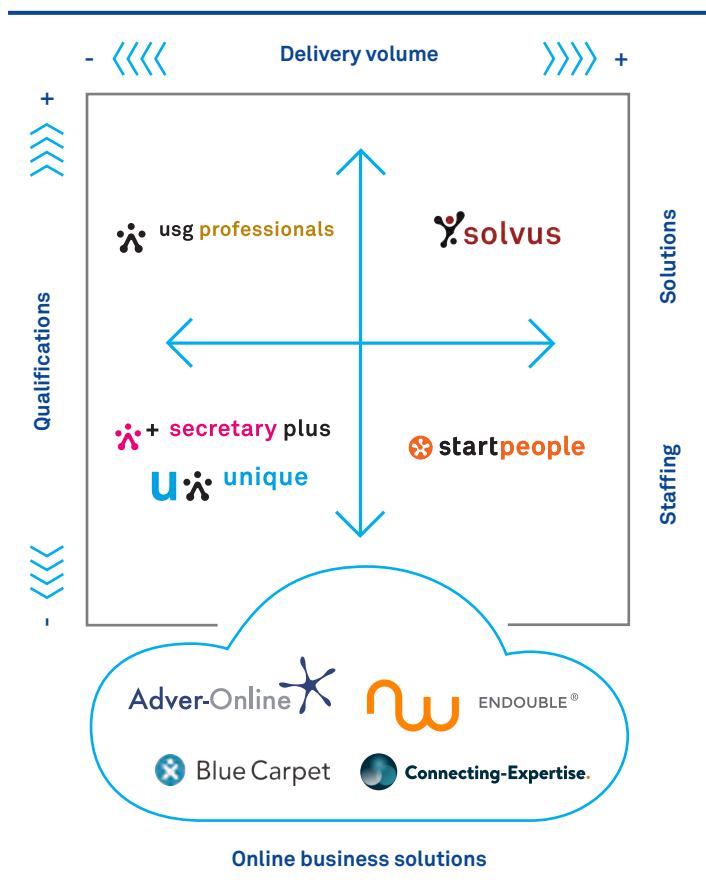 Delivery volume
- +
+
usg professionals
solvus
Solutions
Qualifications
+ secretary plus
startpeople
u unique
Staffing
-
Adver-Online
ENDOUBLE®
Blue Carpet
Connecting-Expertise.
Online business solutions